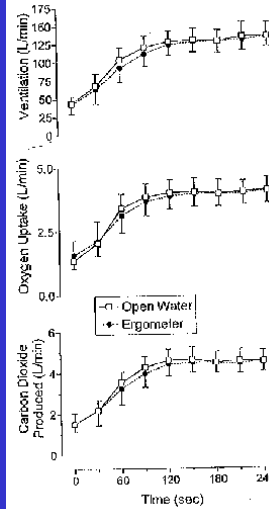 Ventilation (L/min)
175
150
125
100
75
50
25
0
Oxygen Uptake (L/min)
5.0
2.5
0.0
Open Water
Ergometer
Carbon Dioxide
Produced (L/min)
6
4
2
0
60
120
180
24
Time (sec)